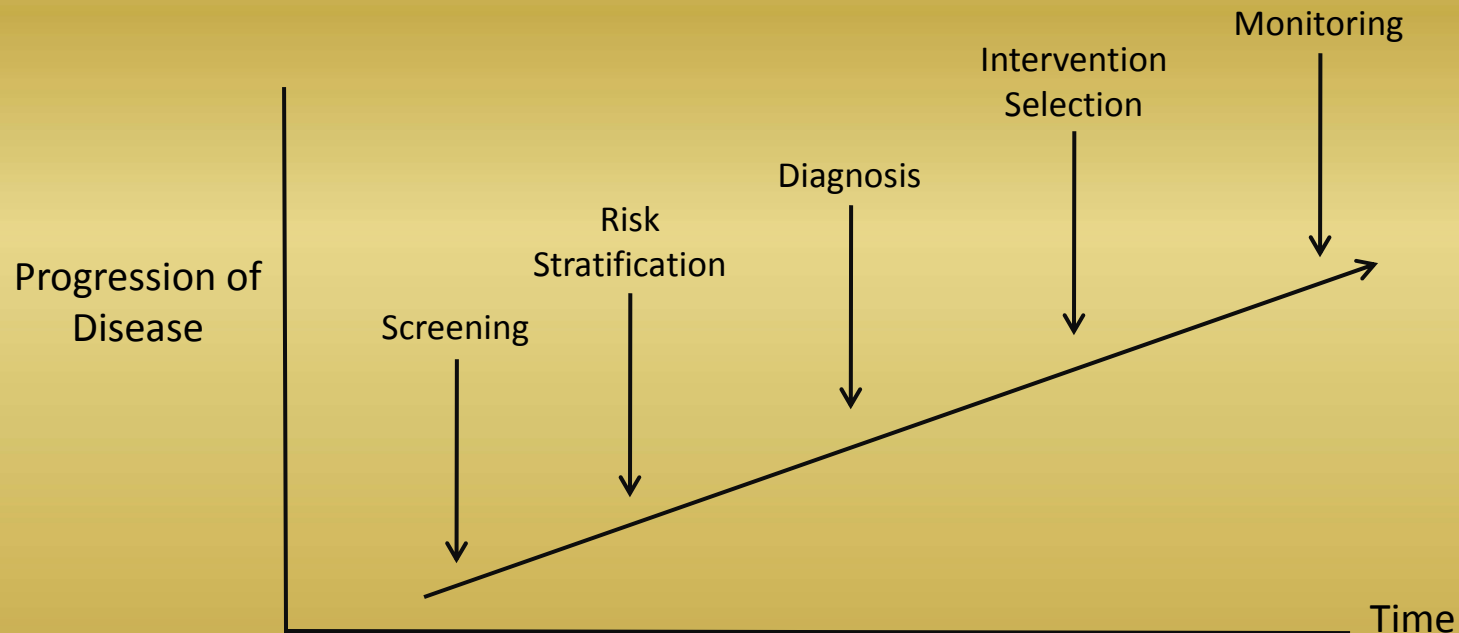 Monitoring
Intervention
Selection
Diagnosis
Risk
Stratification
Progression of
Disease
Screening
Time